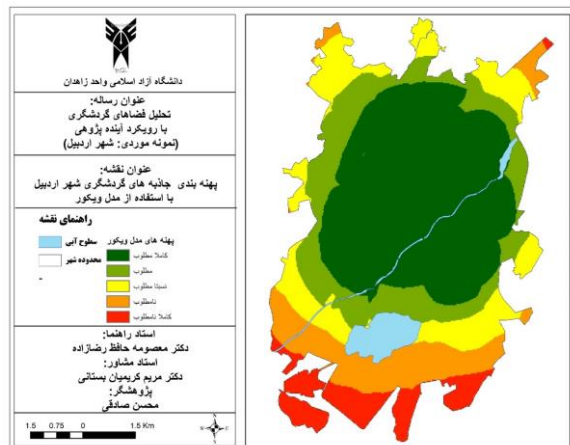 دانشگاه آزاد اسلامی واحد زاهدان
عنوان رساله:
تحلیل فضاهای گردشگری
با رویکرد آینده پژوهی
(نمونه موردی: شهر اردبیل)
عنوان نقشه:
پهنه بندی جاذبه های گردشگری شهر اردبیل
با استفاده از مدل ویکور
راهنمای نقشه
پهنه های مدل ویکور
کاملا مطلوب
مطلوب
نسبتا مطلوب
نامطلوب
کاملا نامطلوب
سطوح آبی
محدوده شهر
استاد راهنما:
دکتر معصومه حافظ رضازاده
استاد مشاور:
دکتر مریم کریمیان بستانی
پژوهشگر:
محسن صادقی
1.5 0.75 0 1.5 Km